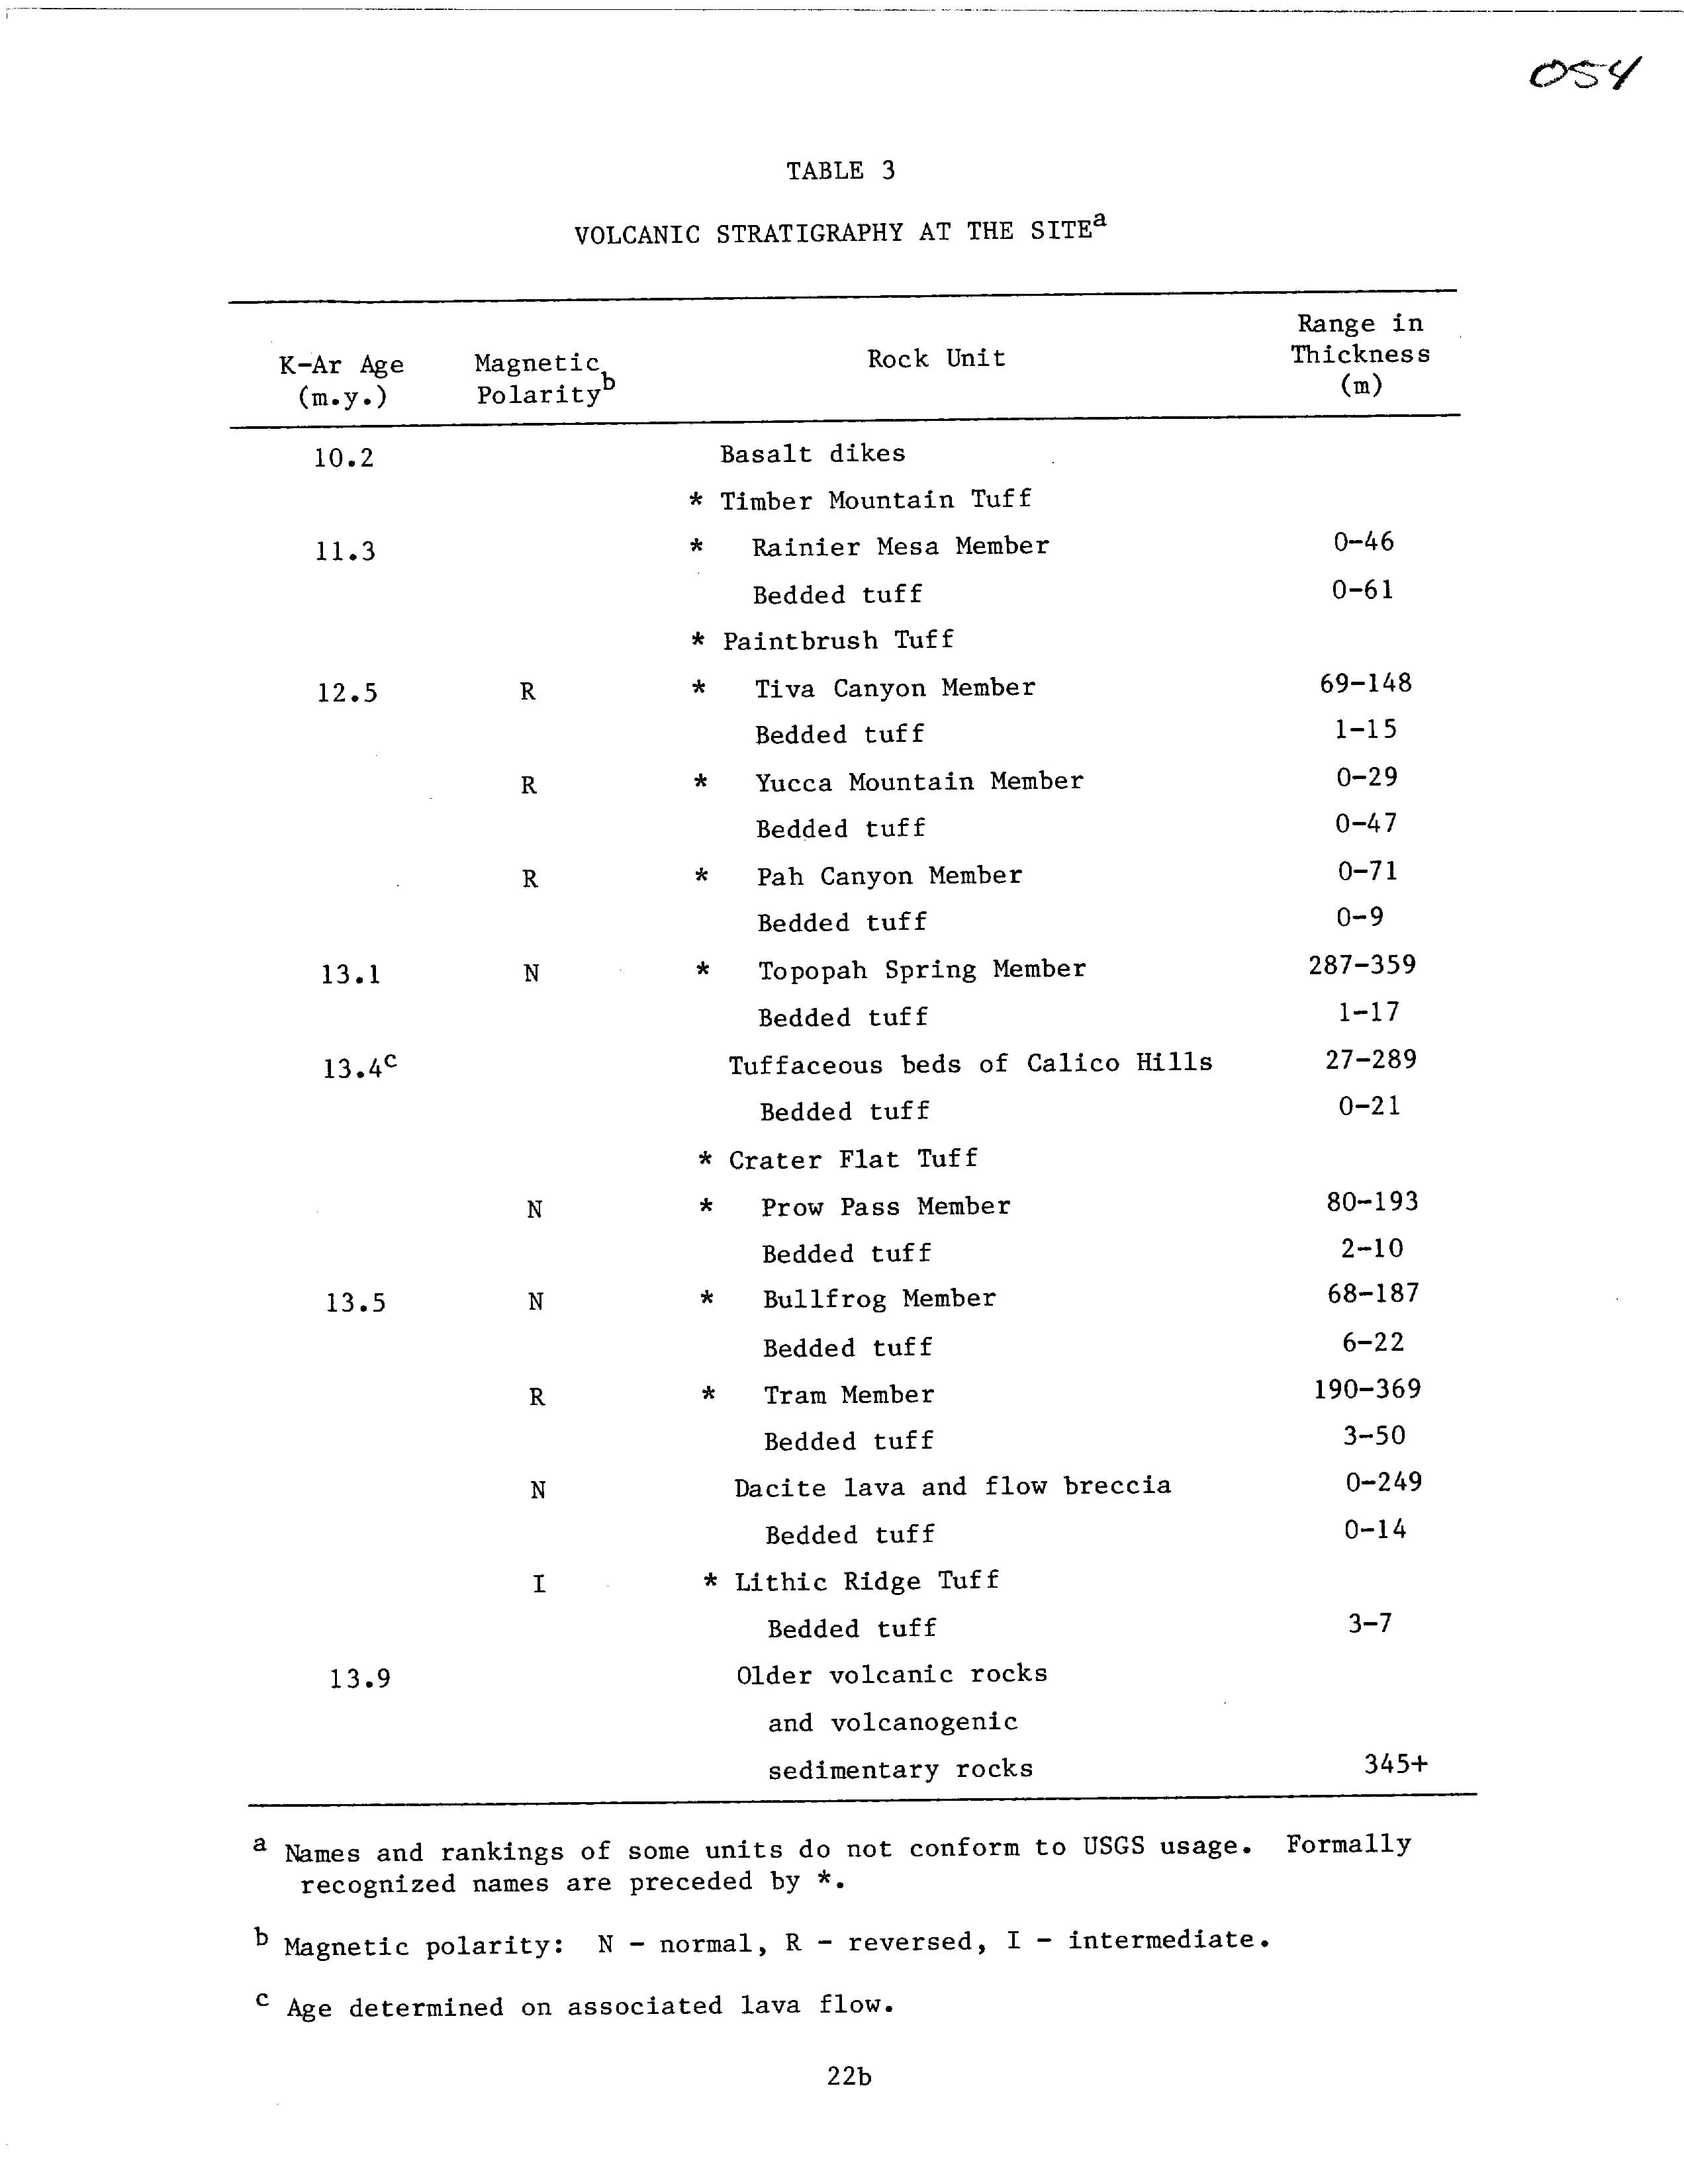 054
TABLE 3
VOLCANIC STRATIGRAPHY AT THE SITEa
K-Ar Age (m.y.) Magnetic Polarityb Rock Unit Range in Thickness (m)
10.2 Basalt dikes
* Timber Mountain Tuff
11.3 * Rainier Mesa Member 0-46
Bedded tuff 0-61
* Paintbrush Tuff
12.5 R * Tiva Canyon Member 69-148
Bedded tuff 1-15
R * Yucca Mountain Member 0-29
Bedded tuff 0-47
R * Pah Canyon Member 0-71
Bedded tuff 0-9
13.1 N * Topopah Spring Member 287-359
Bedded tuff 1-17
13.4c Tuffaceous beds of Calico Hills 27-289
Bedded tuff 0-21
* Crater Flat Tuff
N * Prow Pass Member 80-193
Bedded tuff 2-10
13.5 N * Bullfrog Member 68-187
Bedded tuff 6-22
R * Tram Member 190-369
Bedded tuff 3-50
N Dacite lava and flow breccia 0-249
Bedded tuff 0-14
I * Lithic Ridge Tuff
Bedded tuff 3-7
13.9 Older volcanic rocks
and volcanogenic
sedimentary rocks 345+
a Names and rankings of some units do not conform to USGS usage. Formally
recognized names are preceded by *.
b Magnetic polarity: N - normal, R - reversed, I - intermediate.
c Age determined on associated lava flow.
22b